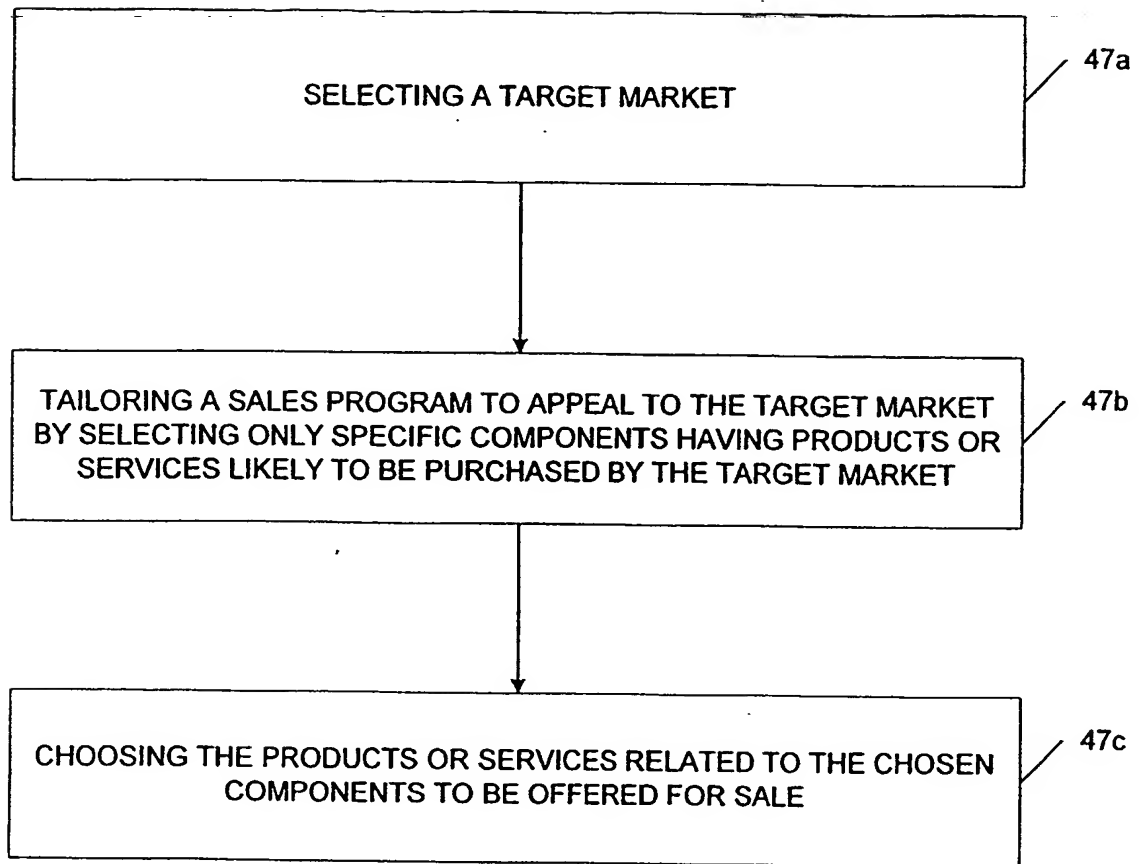 SELECTING A TARGET MARKET
47a
TAILORING A SALES PROGRAM TO APPEAL TO THE TARGET MARKET
BY SELECTING ONLY SPECIFIC COMPONENTS HAVING PRODUCTS OR
SERVICES LIKELY TO BE PURCHASED BY THE TARGET MARKET
47b
CHOOSING THE PRODUCTS OR SERVICES RELATED TO THE CHOSEN
COMPONENTS TO BE OFFERED FOR SALE
47c